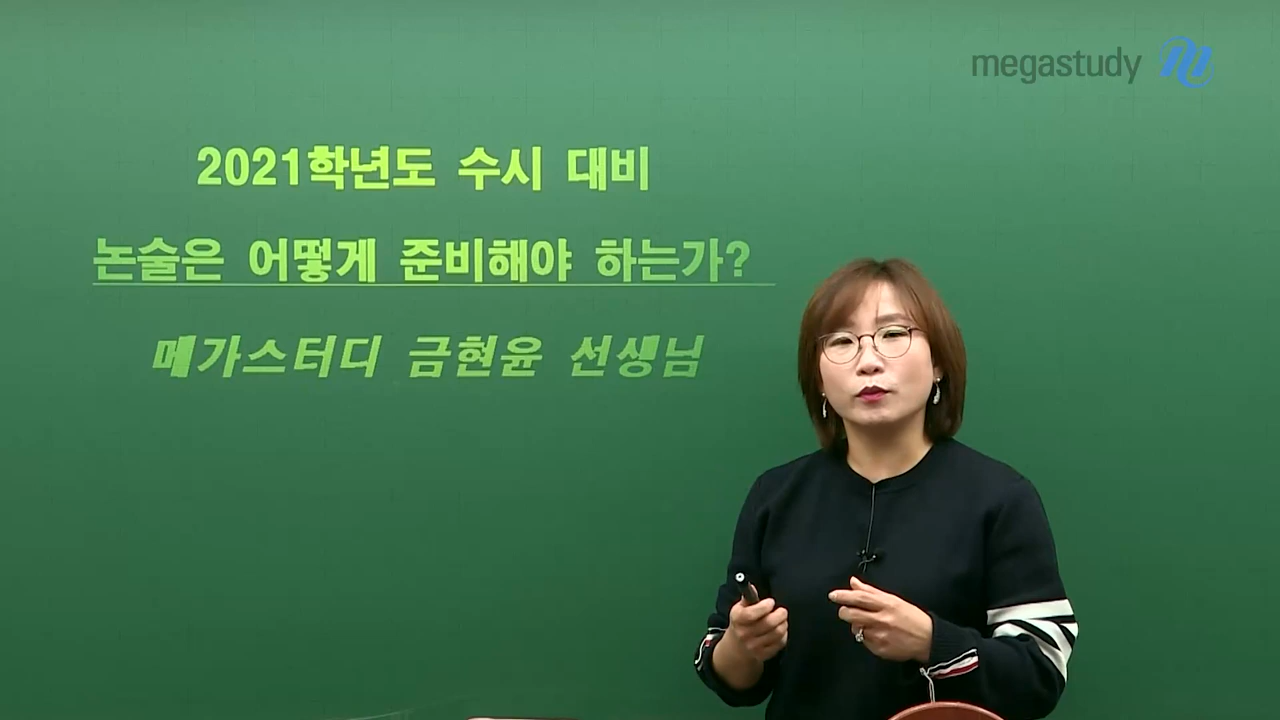 megastudy
2021학년도 수시 대비
논술은 어떻게 준비해야 하는가?
메가스터디 금현윤 선생님